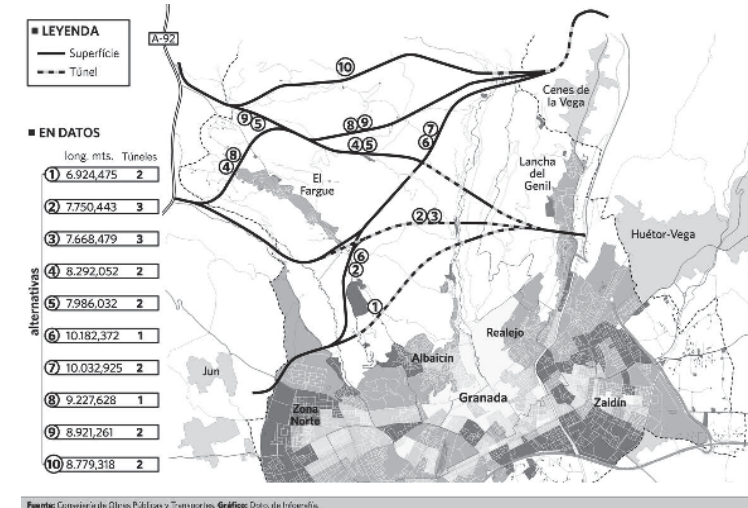 ■ LEYENDA
Superfície
Túnel
A-92
■ EN DATOS
long. mts. Túneles
alternativas
1 6.924,475 2
2 7.750,443 3
3 7.668,479 3
4 8.292,052 2
5 7.986,032 2
6 10.182,372 1
7 10.032,925 2
8 9.227,628 1
9 8.921,261 2
10 8.779,318 2
10
9 5
8 9
7
6
4 5
8
4
2 3
6
2
1
Cenes de
la Vega
Lancha
del
Genil
El
Fargue
Huétor-Vega
Realejo
Albaicín
Jun
Granada
Zaidín
Zona
Norte
Fuente: Consejería de Obras Públicas y Transportes. Gráfico: Dpto. de Infografía.